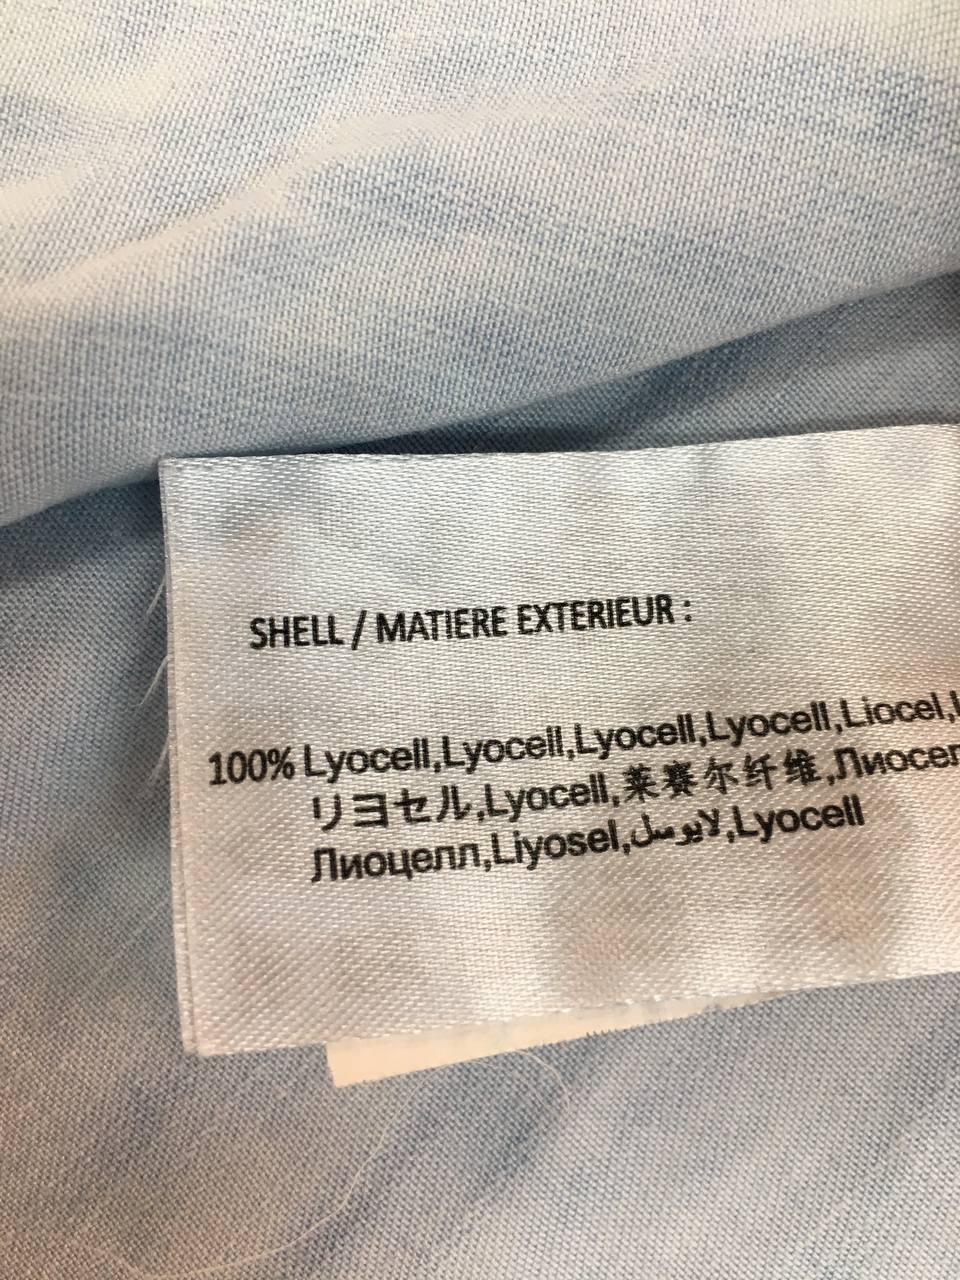 SHELL / MATIERE EXTERIEUR :
100% Lyocell,Lyocell,Lyocell,Lyocell,Liocel,
リヨセル,Lyocell,莱赛尔纤维,Лиосел
Лиоцелл,Liyosel,لايوسل,Lyocell